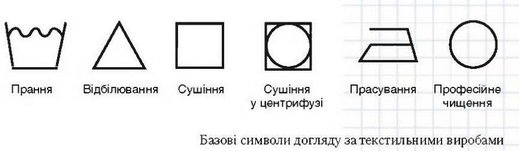 Прання
Відбілювання
Сушіння
Сушіння
у центрифузі
Прасування
Професійне
чищення
Базові символи догляду за текстильними виробами